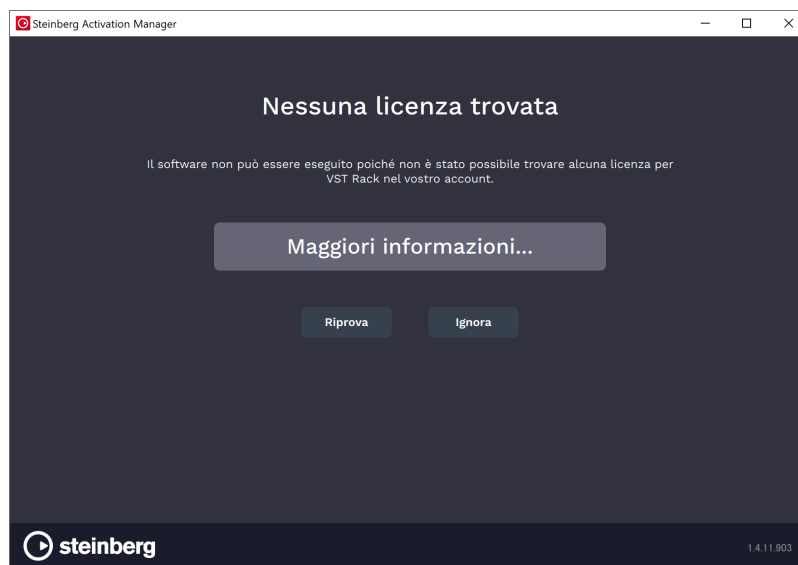 Steinberg Activation Manager
Nessuna licenza trovata
Il software non può essere eseguito poiché non è stato possibile trovare alcuna licenza per
VST Rack nel vostro account.
Maggiori informazioni...
Riprova Ignora
steinberg
1.4.11.903